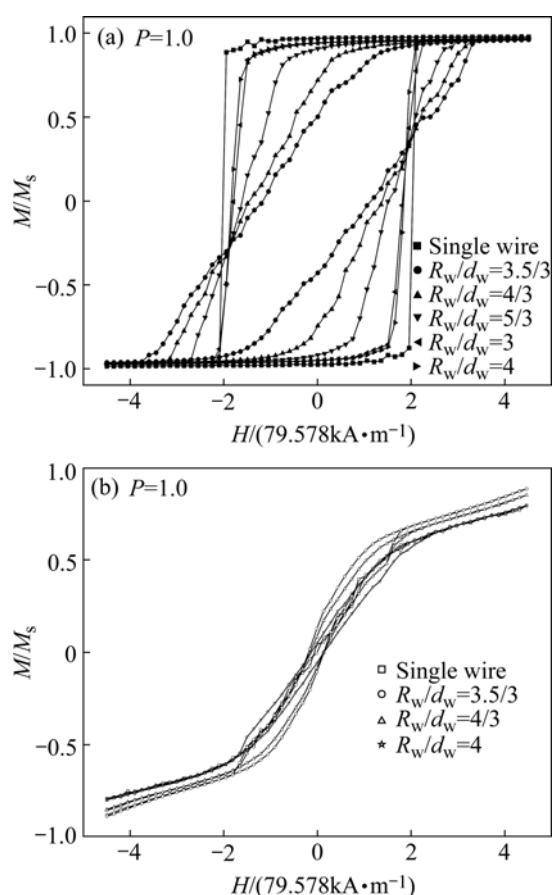 (a) P=1.0
1.0
0.5
0
−0.5
−1.0
M/Ms
Single wire
Rw/dw=3.5/3
Rw/dw=4/3
Rw/dw=5/3
Rw/dw=3
Rw/dw=4
−4 −2 0 2 4
H/(79.578kA•m−1)
(b) P=1.0
1.0
0.5
0
−0.5
−1.0
M/Ms
Single wire
Rw/dw=3.5/3
Rw/dw=4/3
Rw/dw=4
−4 −2 0 2 4
H/(79.578kA•m−1)